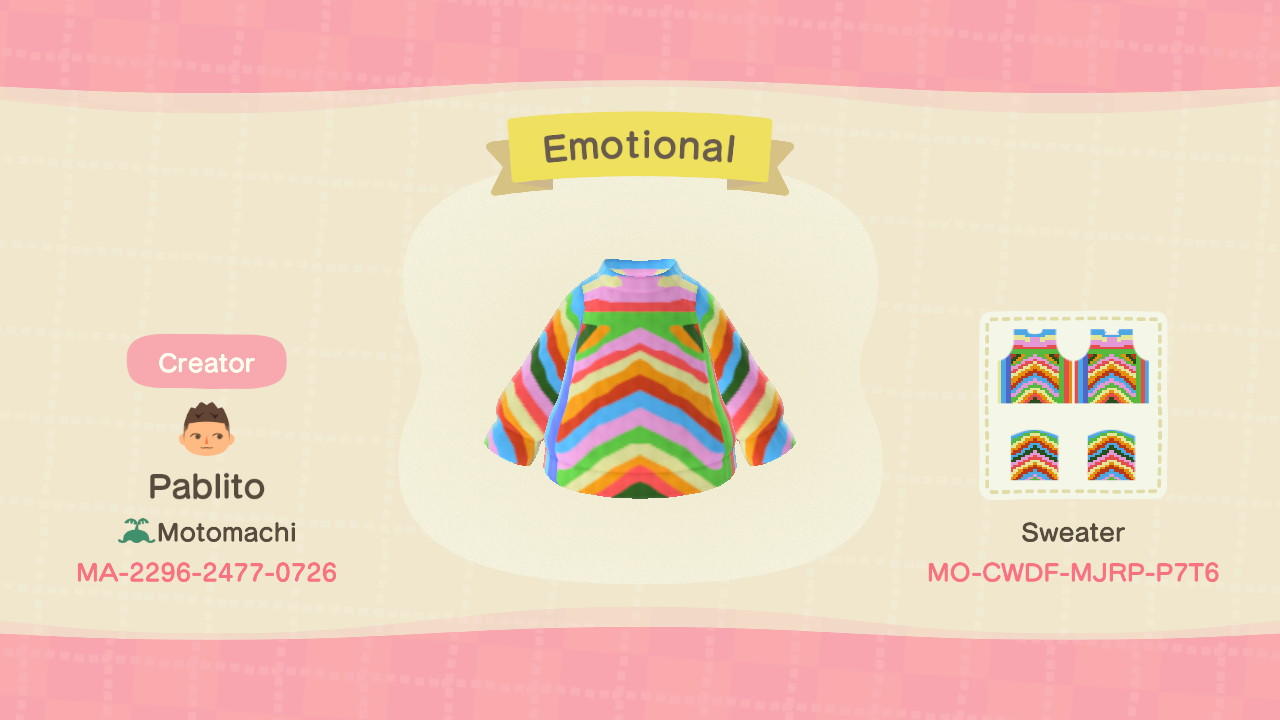 Emotional
Creator
Pablito
Motomachi
MA-2296-2477-0726
Sweater
MO-CWDF-MJRP-P7T6